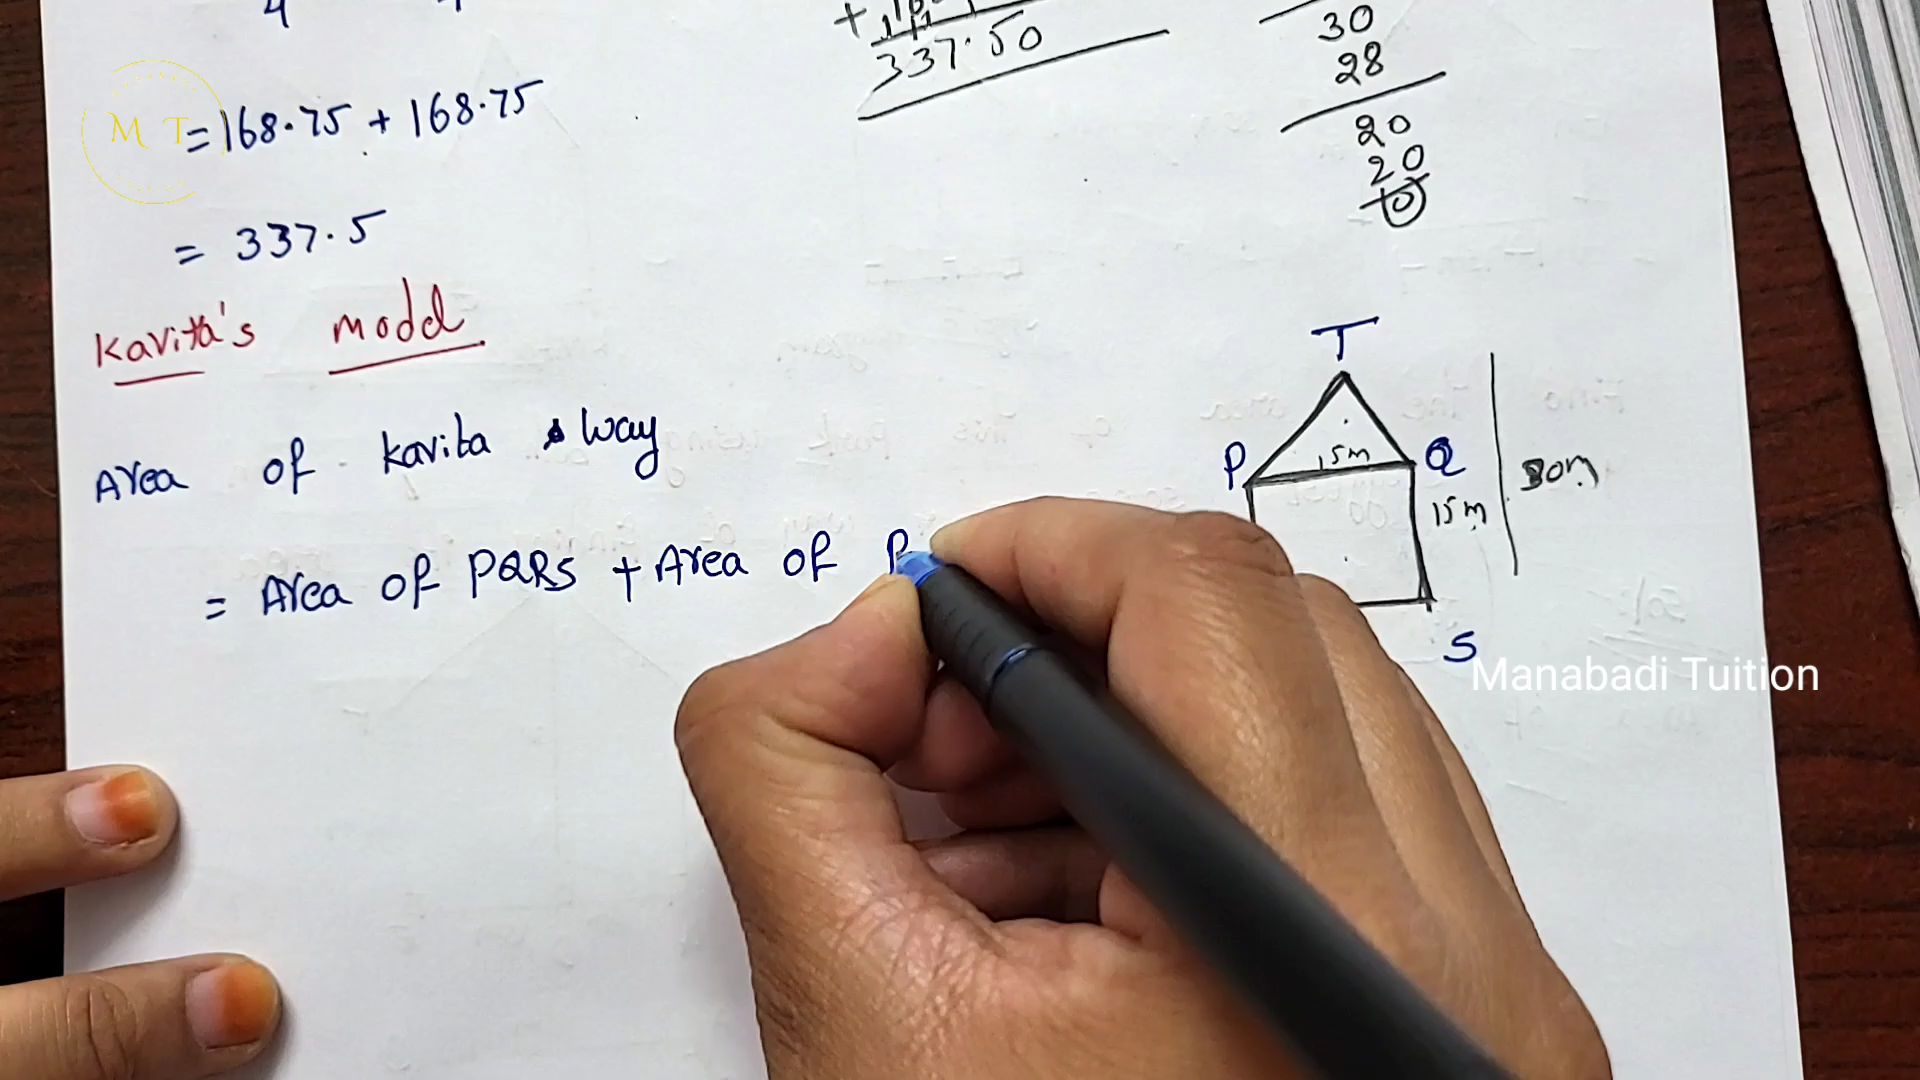 = 168.75 + 168.75
= 337.5
337.50
30
28
20
20
0
Kavita's model
Area of Kavita Way
= Area of PQRS + Area of P
T
P
15m
Q
15m
30m
S
M T
Manabadi Tuition